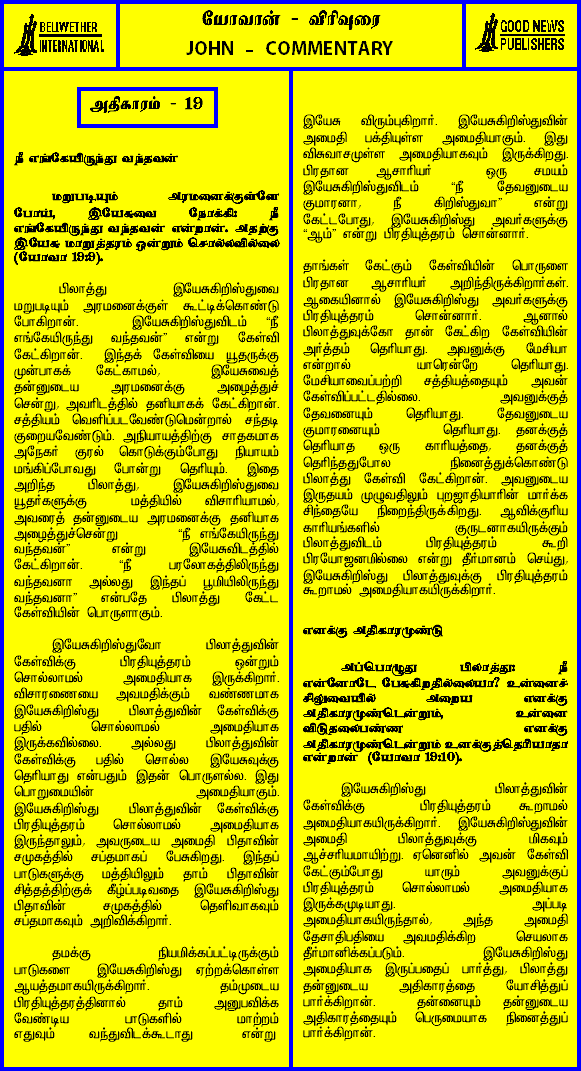 BELLWETHER
INTERNATIONAL
யோவான் - விரிவுரை
JOHN - COMMENTARY
GOOD NEWS
PUBLISHERS
அதிகாரம் - 19
நீ எங்கேயிருந்து வந்தவன்
மறுபடியும் அரமனைக்குள்ளே
போய், இயேசுவை நோக்கி: நீ
எங்கேயிருந்து வந்தவன் என்றான். அதற்கு
இயேசு மாறுத்தரம் ஒன்றும் சொல்லவில்லை
(யோவா 19:9).
பிலாத்து இயேசுகிறிஸ்துவை
மறுபடியும் அரமனைக்குள் கூட்டிக்கொண்டு
போகிறான். இயேசுகிறிஸ்துவிடம் “நீ
எங்கேயிருந்து வந்தவன்” என்று கேள்வி
கேட்கிறான். இந்தக் கேள்வியை யூதருக்கு
முன்பாகக் கேட்காமல், இயேசுவைத்
தன்னுடைய அரமனைக்கு அழைத்துச்
சென்று, அவரிடத்தில் தனியாகக் கேட்கிறான்.
சத்தியம் வெளிப்படவேண்டுமென்றால் சந்தடி
குறையவேண்டும். அநியாயத்திற்கு சாதகமாக
அநேகர் குரல் கொடுக்கும்போது நியாயம்
மங்கிப்போவது போன்று தெரியும். இதை
அறிந்த பிலாத்து, இயேசுகிறிஸ்துவை
யூதர்களுக்கு மத்தியில் விசாரியாமல்,
அவரைத் தன்னுடைய அரமனைக்கு தனியாக
அழைத்துச்சென்று “நீ எங்கேயிருந்து
வந்தவன்” என்று இயேசுவிடத்தில்
கேட்கிறான். “நீ பரலோகத்திலிருந்து
வந்தவனா அல்லது இந்தப் பூமியிலிருந்து
வந்தவனா” என்பதே பிலாத்து கேட்ட
கேள்வியின் பொருளாகும்.
இயேசுகிறிஸ்துவோ பிலாத்துவின்
கேள்விக்கு பிரதியுத்தரம் ஒன்றும்
சொல்லாமல் அமைதியாக இருக்கிறார்.
விசாரணையை அவமதிக்கும் வண்ணமாக
இயேசுகிறிஸ்து பிலாத்துவின் கேள்விக்கு
பதில் சொல்லாமல் அமைதியாக
இருக்கவில்லை. அல்லது பிலாத்துவின்
கேள்விக்கு பதில் சொல்ல இயேசுவுக்கு
தெரியாது என்பதும் இதன் பொருளல்ல. இது
பொறுமையின் அமைதியாகும்.
இயேசுகிறிஸ்து பிலாத்துவின் கேள்விக்கு
பிரதியுத்தரம் சொல்லாமல் அமைதியாக
இருந்தாலும், அவருடைய அமைதி பிதாவின்
சமுகத்தில் சப்தமாகப் பேசுகிறது. இந்தப்
பாடுகளுக்கு மத்தியிலும் தாம் பிதாவின்
சித்தத்திற்குக் கீழ்ப்படிவதை இயேசுகிறிஸ்து
பிதாவின் சமுகத்தில் தெளிவாகவும்
சப்தமாகவும் அறிவிக்கிறார்.
தமக்கு நியமிக்கப்பட்டிருக்கும்
பாடுகளை இயேசுகிறிஸ்து ஏற்றக்கொள்ள
ஆயத்தமாகயிருக்கிறார். தம்முடைய
பிரதியுத்தரத்தினால் தாம் அனுபவிக்க
வேண்டிய பாடுகளில் மாற்றம்
எதுவும் வந்துவிடக்கூடாது என்று
இயேசு விரும்புகிறார். இயேசுகிறிஸ்துவின்
அமைதி பக்தியுள்ள அமைதியாகும். இது
விசுவாசமுள்ள அமைதியாகவும் இருக்கிறது.
பிரதான ஆசாரியர் ஒரு சமயம்
இயேசுகிறிஸ்துவிடம் “நீ தேவனுடைய
குமாரனா, நீ கிறிஸ்துவா” என்று
கேட்டபோது, இயேசுகிறிஸ்து அவர்களுக்கு
“ஆம்” என்று பிரதியுத்தரம் சொன்னார்.
தாங்கள் கேட்கும் கேள்வியின் பொருளை
பிரதான ஆசாரியர் அறிந்திருக்கிறார்கள்.
ஆகையினால் இயேசுகிறிஸ்து அவர்களுக்கு
பிரதியுத்தரம் சொன்னார். ஆனால்
பிலாத்துவுக்கோ தான் கேட்கிற கேள்வியின்
அர்த்தம் தெரியாது. அவனுக்கு மேசியா
என்றால் யாரென்றே தெரியாது.
மேசியாவைப்பற்றி சத்தியத்தையும் அவன்
கேள்விப்பட்டதில்லை. அவனுக்குத்
தேவனையும் தெரியாது. தேவனுடைய
குமாரனையும் தெரியாது. தனக்குத்
தெரியாத ஒரு காரியத்தை, தனக்குத்
தெரிந்ததுபோல நினைத்துக்கொண்டு
பிலாத்து கேள்வி கேட்கிறான். அவனுடைய
இருதயம் முழுவதிலும் புறஜாதியாரின் மார்க்க
சிந்தையே நிறைந்திருக்கிறது. ஆவிக்குரிய
காரியங்களில் குருடனாகயிருக்கும்
பிலாத்துவிடம் பிரதியுத்தரம் கூறி
பிரயோஜனமில்லை என்று தீர்மானம் செய்து,
இயேசுகிறிஸ்து பிலாத்துவுக்கு பிரதியுத்தரம்
கூறாமல் அமைதியாகயிருக்கிறார்.
எனக்கு அதிகாரமுண்டு
அப்பொழுது பிலாத்து: நீ
என்னோடே பேசுகிறதில்லையா? உன்னைச்
சிலுவையில் அறைய எனக்கு
அதிகாரமுண்டென்றும், உன்னை
விடுதலைபண்ண எனக்கு
அதிகாரமுண்டென்றும் உனக்குத்தெரியாதா
என்றான் (யோவா 19:10).
இயேசுகிறிஸ்து பிலாத்துவின்
கேள்விக்கு பிரதியுத்தரம் கூறாமல்
அமைதியாகயிருக்கிறார். இயேசுகிறிஸ்துவின்
அமைதி பிலாத்துவுக்கு மிகவும்
ஆச்சரியமாயிற்று. ஏனெனில் அவன் கேள்வி
கேட்கும்போது யாரும் அவனுக்குப்
பிரதியுத்தரம் சொல்லாமல் அமைதியாக
இருக்கமுடியாது. அப்படி
அமைதியாகயிருந்தால், அந்த அமைதி
தேசாதிபதியை அவமதிக்கிற செயலாக
தீர்மானிக்கப்படும். இயேசுகிறிஸ்து
அமைதியாக இருப்பதைப் பார்த்து, பிலாத்து
தன்னுடைய அதிகாரத்தை யோசித்துப்
பார்க்கிறான். தன்னையும் தன்னுடைய
அதிகாரத்தையும் பெருமையாக நினைத்துப்
பார்க்கிறான்.